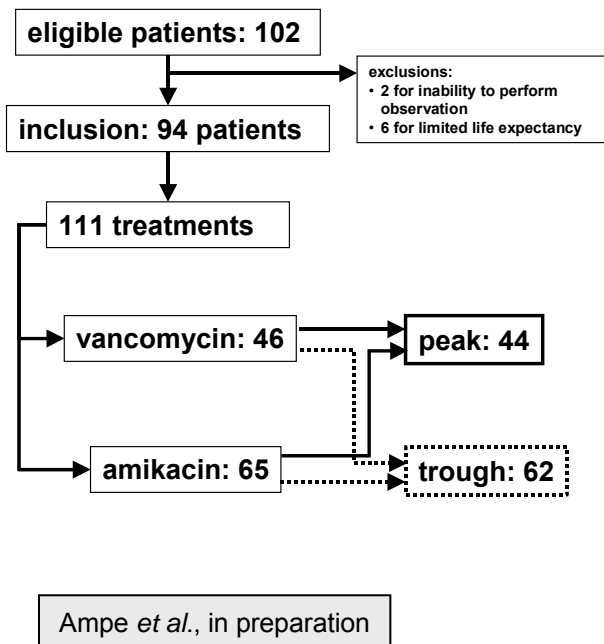 eligible patients: 102
exclusions:
• 2 for inability to perform
observation
• 6 for limited life expectancy
inclusion: 94 patients
111 treatments
vancomycin: 46
peak: 44
amikacin: 65
trough: 62
Ampe et al., in preparation